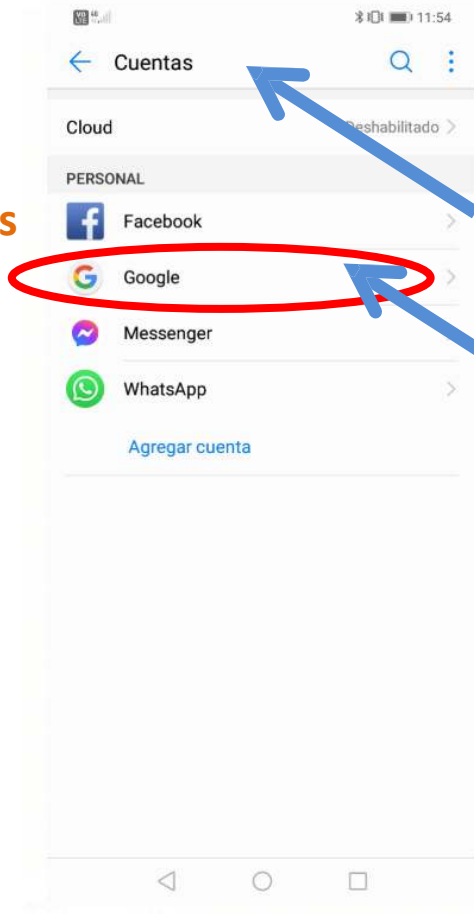 11:54
Cuentas
Cloud Deshabilitado
PERSONAL
s
Facebook
Google
Messenger
WhatsApp
Agregar cuenta